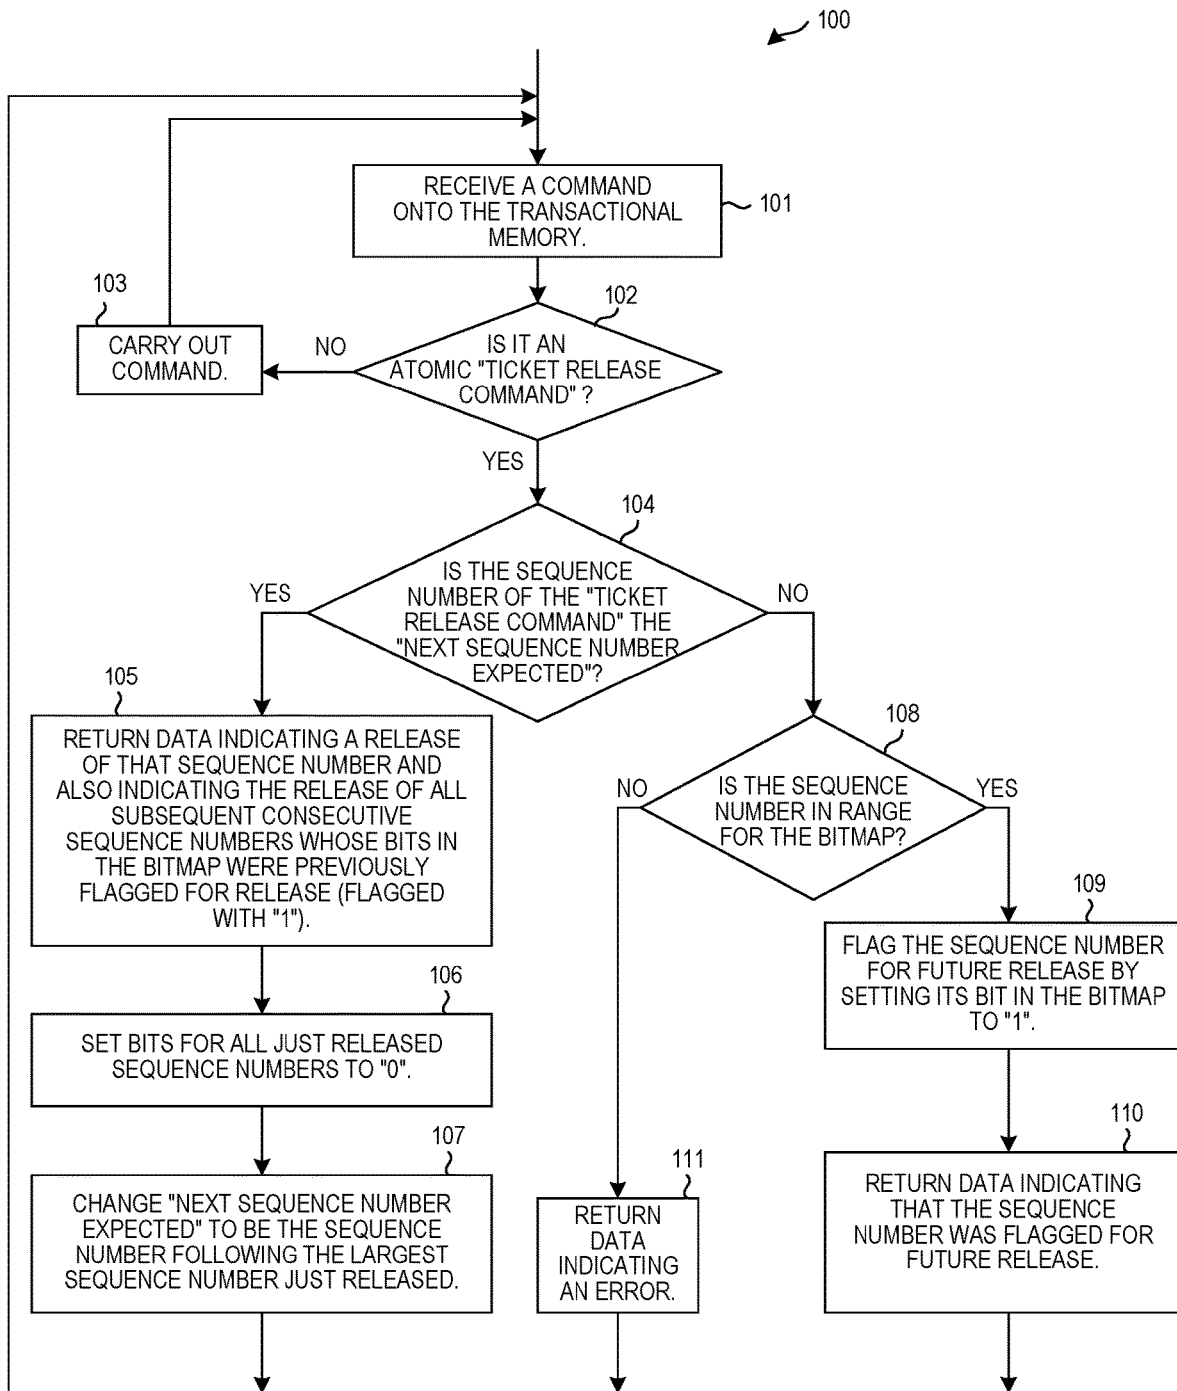 100
RECEIVE A COMMAND
ONTO THE TRANSACTIONAL
MEMORY.
101
103
CARRY OUT
COMMAND.
NO
102
IS IT AN
ATOMIC "TICKET RELEASE
COMMAND" ?
YES
104
IS THE SEQUENCE
NUMBER OF THE "TICKET
RELEASE COMMAND" THE
"NEXT SEQUENCE NUMBER
EXPECTED"?
YES
NO
105
RETURN DATA INDICATING A RELEASE
OF THAT SEQUENCE NUMBER AND
ALSO INDICATING THE RELEASE OF ALL
SUBSEQUENT CONSECUTIVE
SEQUENCE NUMBERS WHOSE BITS IN
THE BITMAP WERE PREVIOUSLY
FLAGGED FOR RELEASE (FLAGGED
WITH "1").
108
IS THE SEQUENCE
NUMBER IN RANGE
FOR THE BITMAP?
NO
YES
109
FLAG THE SEQUENCE NUMBER
FOR FUTURE RELEASE BY
SETTING ITS BIT IN THE BITMAP
TO "1".
106
SET BITS FOR ALL JUST RELEASED
SEQUENCE NUMBERS TO "0".
107
CHANGE "NEXT SEQUENCE NUMBER
EXPECTED" TO BE THE SEQUENCE
NUMBER FOLLOWING THE LARGEST
SEQUENCE NUMBER JUST RELEASED.
111
RETURN
DATA
INDICATING
AN ERROR.
110
RETURN DATA INDICATING
THAT THE SEQUENCE
NUMBER WAS FLAGGED FOR
FUTURE RELEASE.